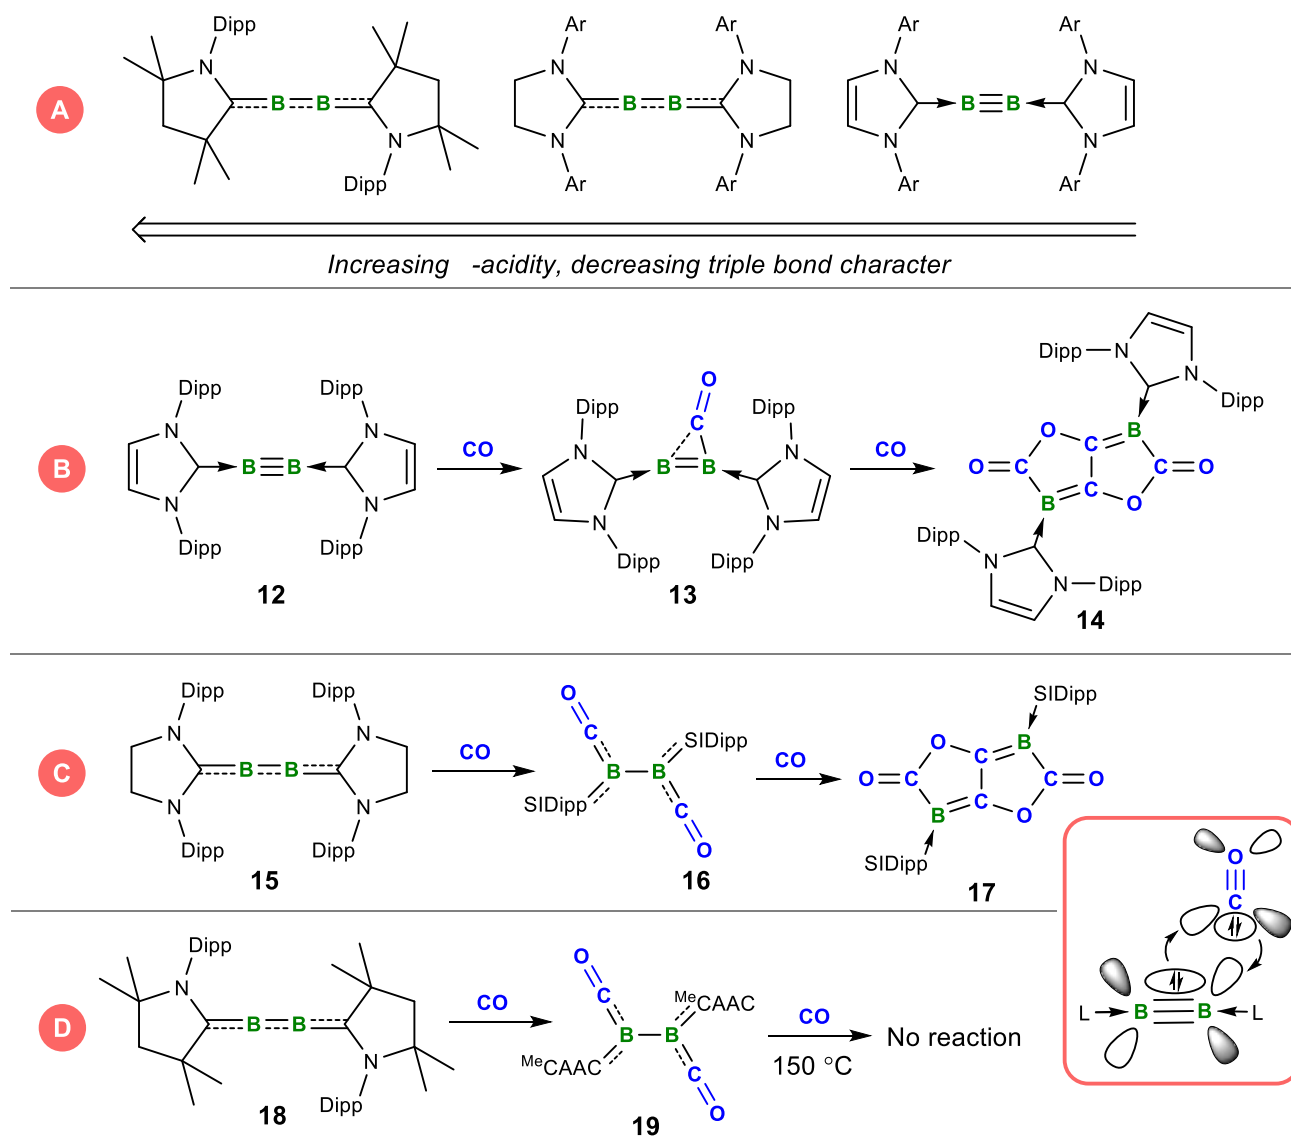 A
Dipp
N
B
B
N
Dipp
Ar
Ar
N
N
B
B
N
N
Ar
Ar
Ar
Ar
N
N
B
B
N
N
Ar
Ar
Increasing -acidity, decreasing triple bond character
B
Dipp
Dipp
N
N
B
B
N
N
Dipp
Dipp
12
CO
O
C
Dipp
Dipp
N
N
B
B
N
N
Dipp
Dipp
13
CO
Dipp
N
N
Dipp
O
C
B
O
C
C
O
B
C
O
Dipp
N
N
Dipp
14
C
Dipp
Dipp
N
N
B
B
N
N
Dipp
Dipp
15
CO
O
C
SIDipp
B
B
SIDipp
C
O
16
CO
SIDipp
O
C
B
O
C
C
O
B
C
O
SIDipp
17
D
Dipp
N
B
B
N
Dipp
18
CO
O
C
MeCAAC
B
B
MeCAAC
C
O
19
CO
150 °C
No reaction
O
C
L
B
B
L